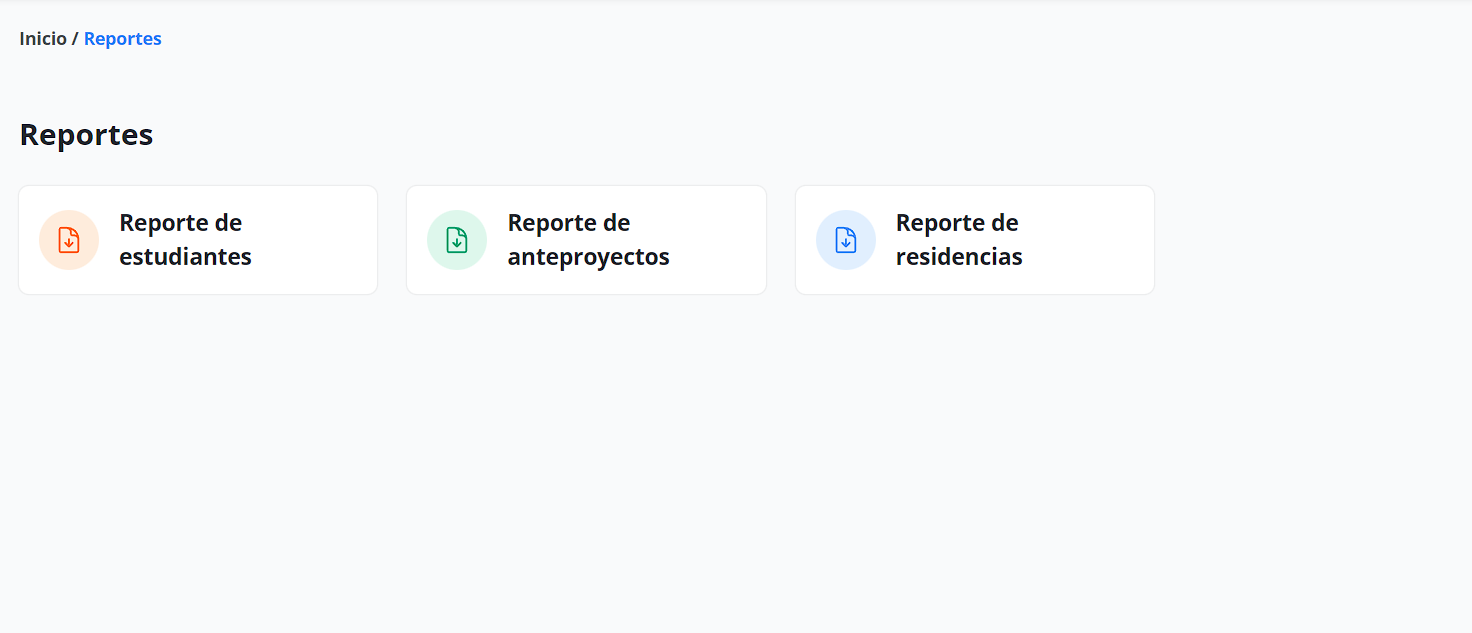 Inicio / Reportes
Reportes
Reporte de
estudiantes
Reporte de
anteproyectos
Reporte de
residencias